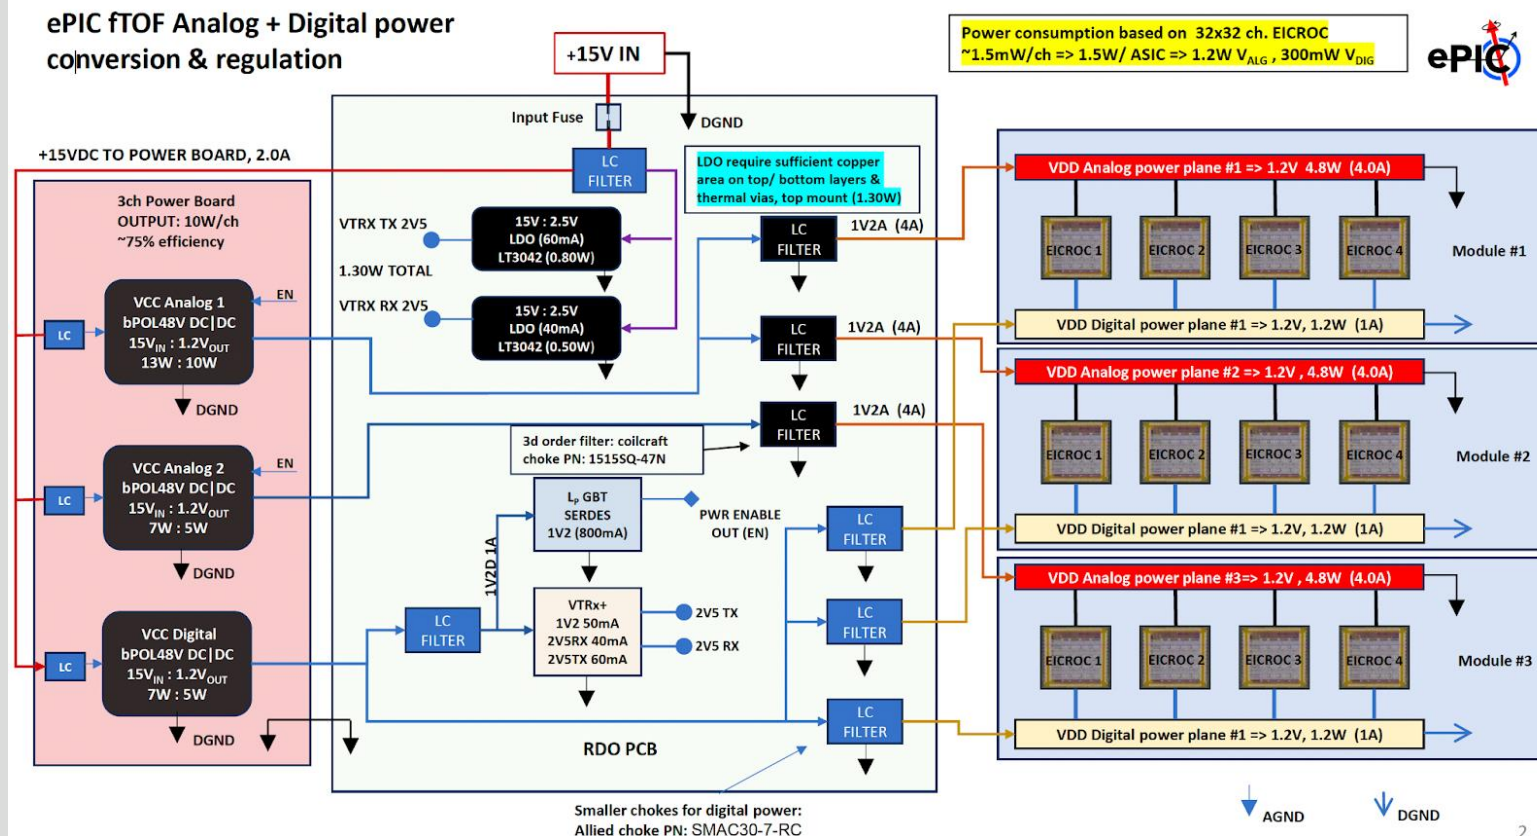 ePIC fTOF Analog + Digital power
conversion & regulation
+15V IN
Power consumption based on 32x32 ch. EICROC
~1.5mW/ch => 1.5W/ ASIC => 1.2W VALG , 300mW VDIG
ePIC
Input Fuse
DGND
+15VDC TO POWER BOARD, 2.0A
LC
FILTER
LDO require sufficient copper
area on top/ bottom layers &
thermal vias, top mount (1.30W)
3ch Power Board
OUTPUT: 10W/ch
~75% efficiency
VTRX TX 2V5
15V : 2.5V
LDO (60mA)
LT3042 (0.80W)
1.30W TOTAL
VTRX RX 2V5
15V : 2.5V
LDO (40mA)
LT3042 (0.50W)
LC
FILTER
1V2A (4A)
LC
FILTER
1V2A (4A)
LC
FILTER
1V2A (4A)
LC
VCC Analog 1
bPOL48V DC|DC
15VIN : 1.2VOUT
13W : 10W
EN
DGND
LC
VCC Analog 2
bPOL48V DC|DC
15VIN : 1.2VOUT
7W : 5W
EN
DGND
LC
VCC Digital
bPOL48V DC|DC
15VIN : 1.2VOUT
7W : 5W
DGND
3d order filter: coilcraft
choke PN: 1515SQ-47N
LP GBT
SERDES
1V2 (800mA)
PWR ENABLE
OUT (EN)
1V2D 1A
LC
FILTER
VTRx+
1V2 50mA
2V5RX 40mA
2V5TX 60mA
2V5 TX
2V5 RX
LC
FILTER
LC
FILTER
LC
FILTER
RDO PCB
Smaller chokes for digital power:
Allied choke PN: SMAC30-7-RC
VDD Analog power plane #1 => 1.2V 4.8W (4.0A)
EICROC 1
EICROC 2
EICROC 3
EICROC 4
Module #1
VDD Digital power plane #1 => 1.2V, 1.2W (1A)
VDD Analog power plane #2 => 1.2V , 4.8W (4.0A)
EICROC 1
EICROC 2
EICROC 3
EICROC 4
Module #2
VDD Digital power plane #1 => 1.2V, 1.2W (1A)
VDD Analog power plane #3=> 1.2V , 4.8W (4.0A)
EICROC 1
EICROC 2
EICROC 3
EICROC 4
Module #3
VDD Digital power plane #1 => 1.2V, 1.2W (1A)
AGND
DGND
2